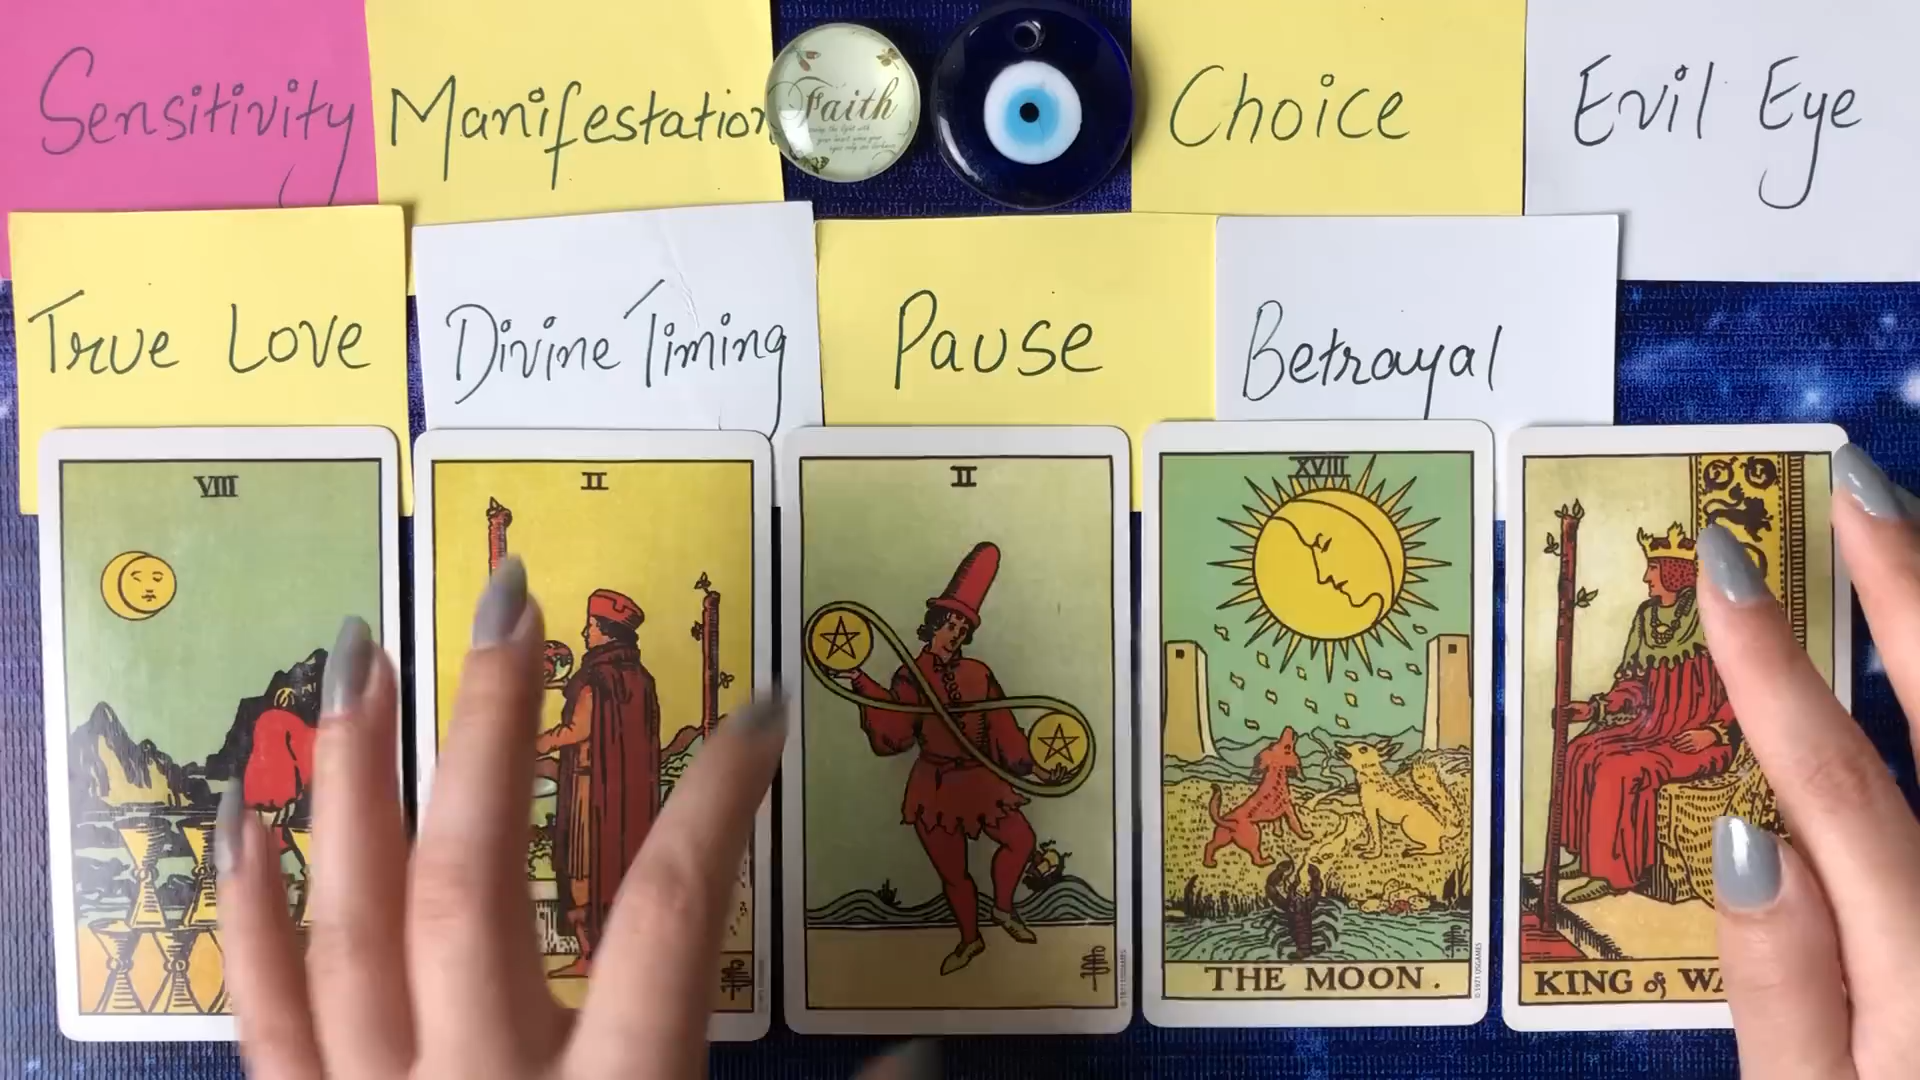 Sensitivity
Manifestation
Faith
Choice
Evil Eye
True Love
Divine Timing
Pause
Betrayal
VIII
II
II
XVIII
THE MOON.
KING of WA